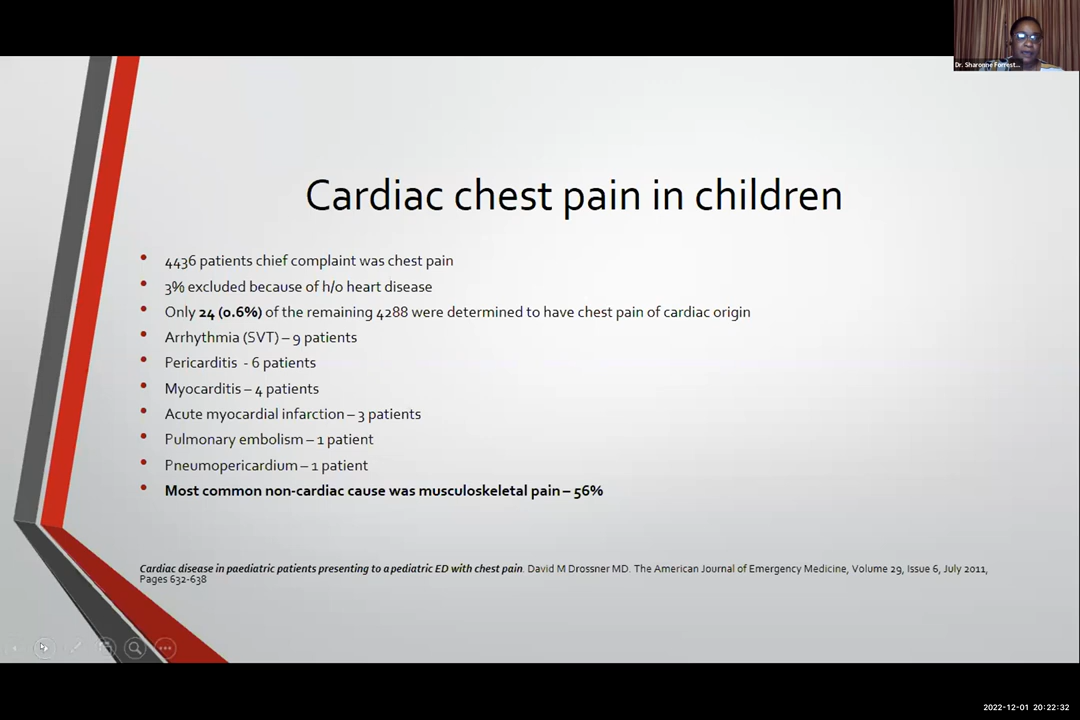 Dr. Sharonne Forrest...
Cardiac chest pain in children
4436 patients chief complaint was chest pain
3% excluded because of h/o heart disease
Only 24 (0.6%) of the remaining 4288 were determined to have chest pain of cardiac origin
Arrhythmia (SVT) – 9 patients
Pericarditis - 6 patients
Myocarditis – 4 patients
Acute myocardial infarction – 3 patients
Pulmonary embolism – 1 patient
Pneumopericardium – 1 patient
Most common non-cardiac cause was musculoskeletal pain – 56%
Cardiac disease in paediatric patients presenting to a pediatric ED with chest pain. David M Drossner MD. The American Journal of Emergency Medicine, Volume 29, Issue 6, July 2011,
Pages 632-638
2022-12-01 20:22:32